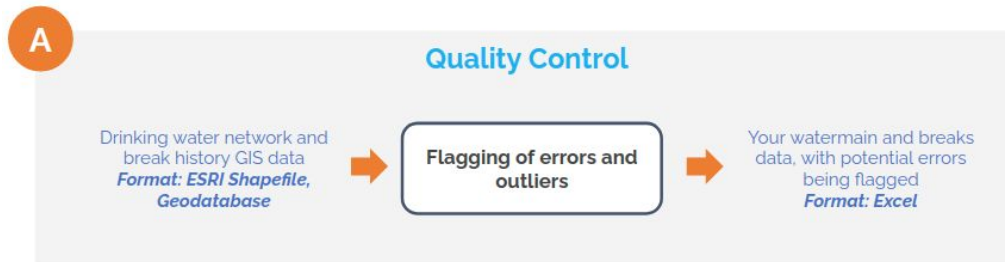 A
Quality Control
Drinking water network and
break history GIS data
Format: ESRI Shapefile,
Geodatabase
Flagging of errors and
outliers
Your watermain and breaks
data, with potential errors
being flagged
Format: Excel